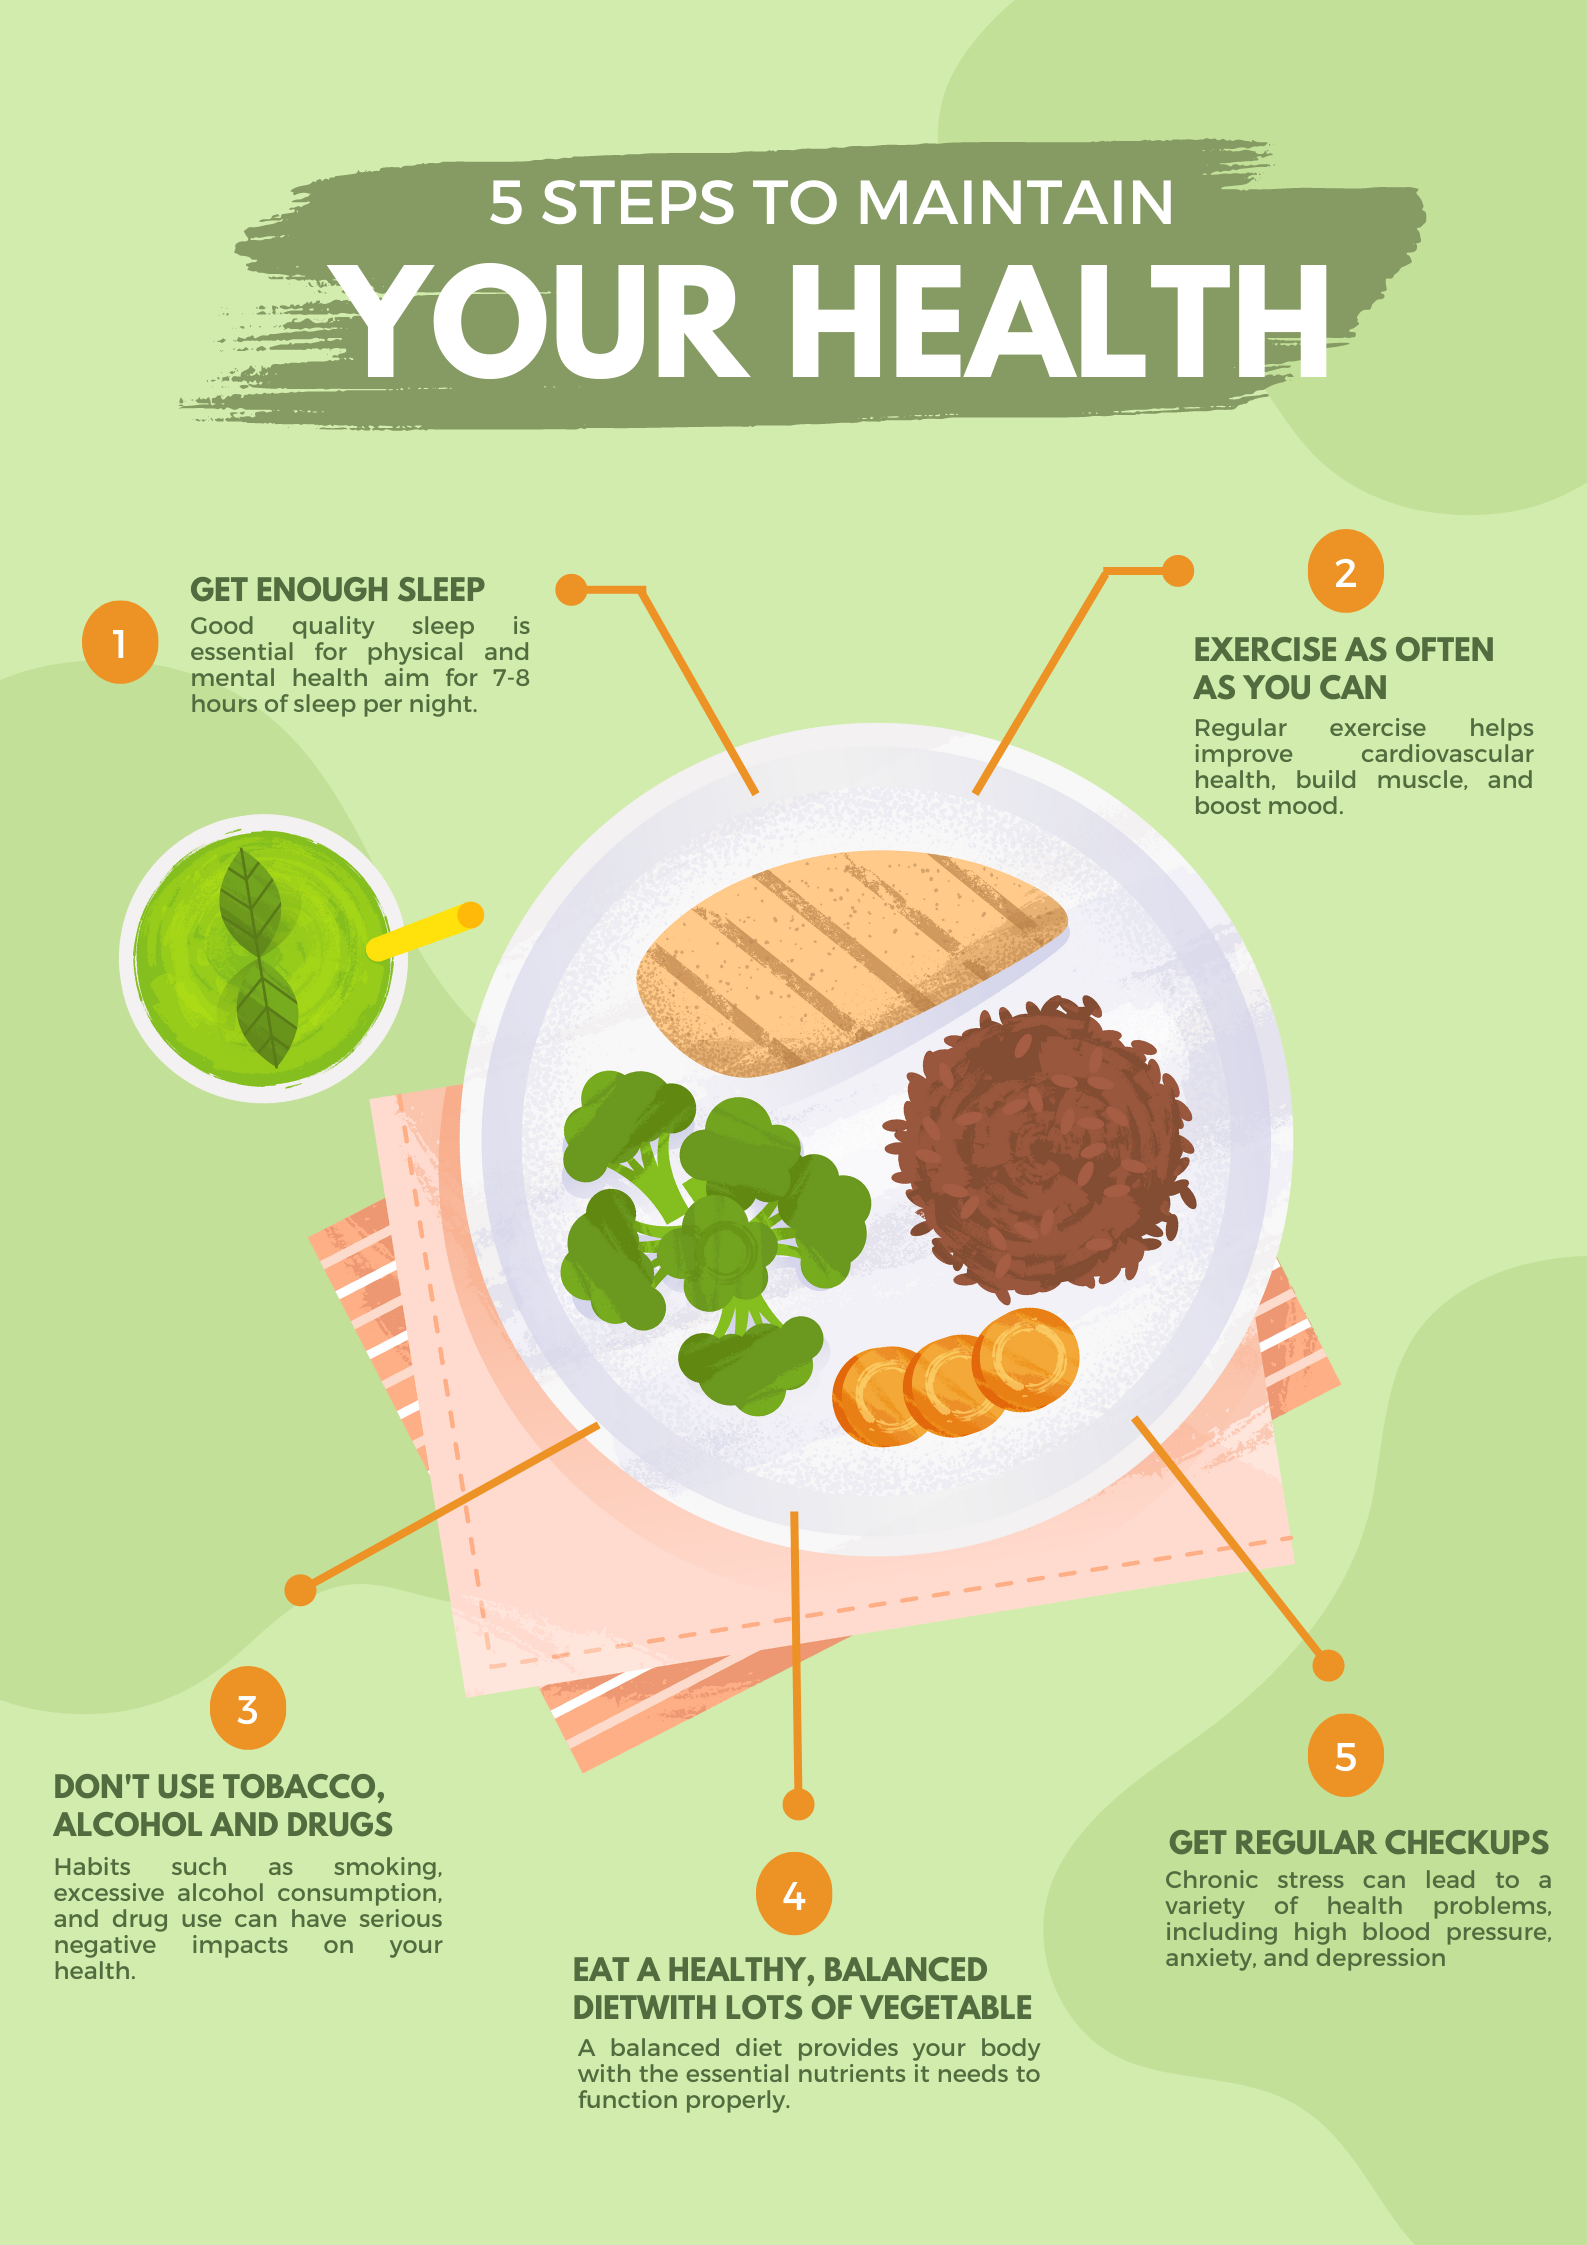 5 STEPS TO MAINTAIN
YOUR HEALTH
1
GET ENOUGH SLEEP
Good quality sleep is
essential for physical and
mental health aim for 7-8
hours of sleep per night.
2
EXERCISE AS OFTEN
AS YOU CAN
Regular exercise helps
improve cardiovascular
health, build muscle, and
boost mood.
3
DON'T USE TOBACCO,
ALCOHOL AND DRUGS
Habits such as smoking,
excessive alcohol consumption,
and drug use can have serious
negative impacts on your
health.
4
EAT A HEALTHY, BALANCED
DIETWITH LOTS OF VEGETABLE
A balanced diet provides your body
with the essential nutrients it needs to
function properly.
5
GET REGULAR CHECKUPS
Chronic stress can lead to a
variety of health problems,
including high blood pressure,
anxiety, and depression